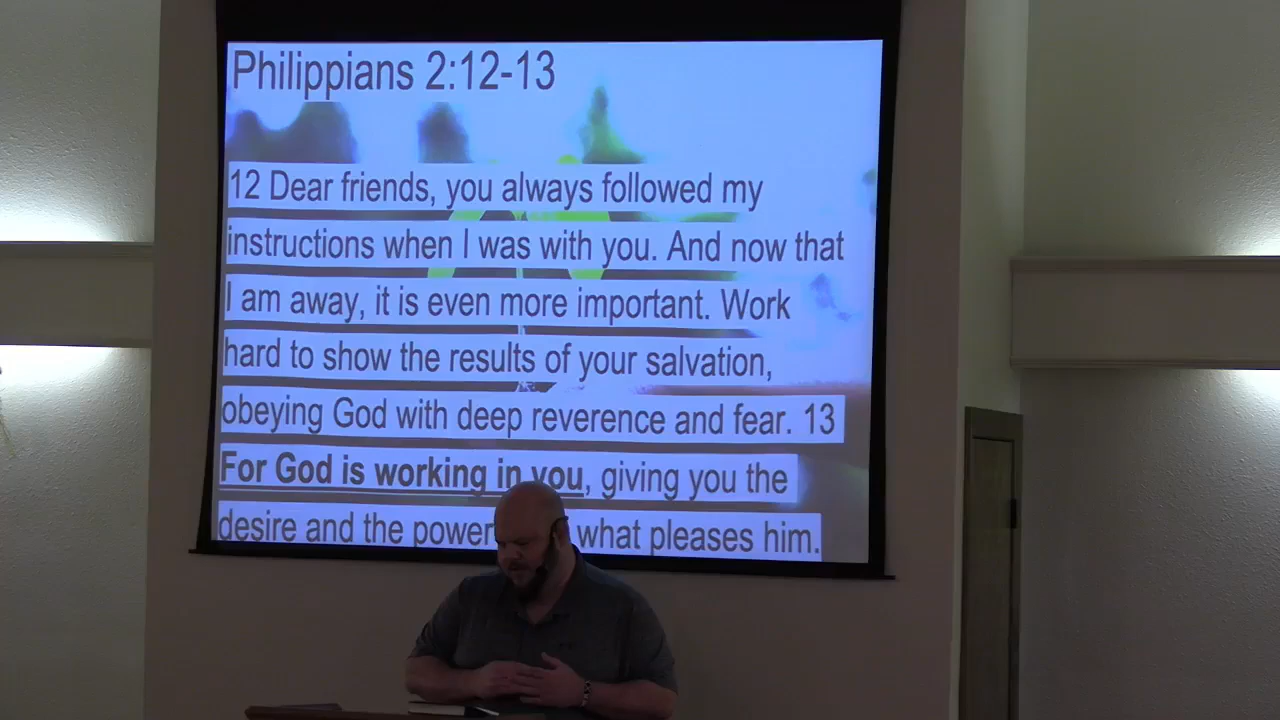 Philippians 2:12-13
12 Dear friends, you always followed my
instructions when I was with you. And now that
I am away, it is even more important. Work
hard to show the results of your salvation,
obeying God with deep reverence and fear. 13
For God is working in you, giving you the
desire and the power what pleases him.